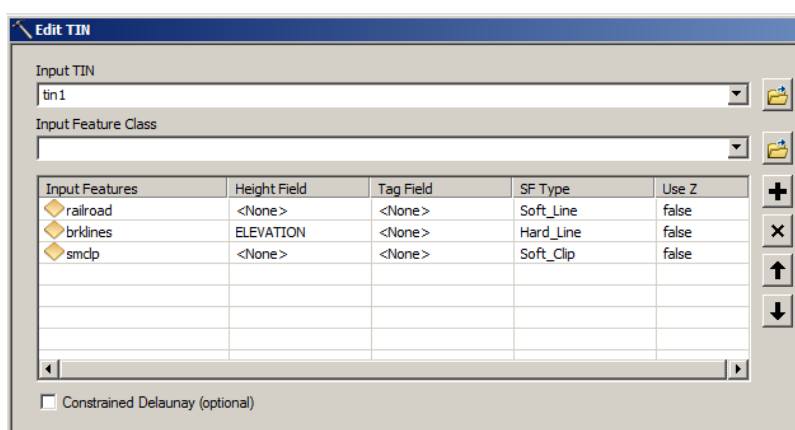 Edit TIN
Input TIN
tin1
Input Feature Class
Input Features Height Field Tag Field SF Type Use Z
railroad <None> <None> Soft_Line false
brklines ELEVATION <None> Hard_Line false
smclp <None> <None> Soft_Clip false
Constrained Delaunay (optional)